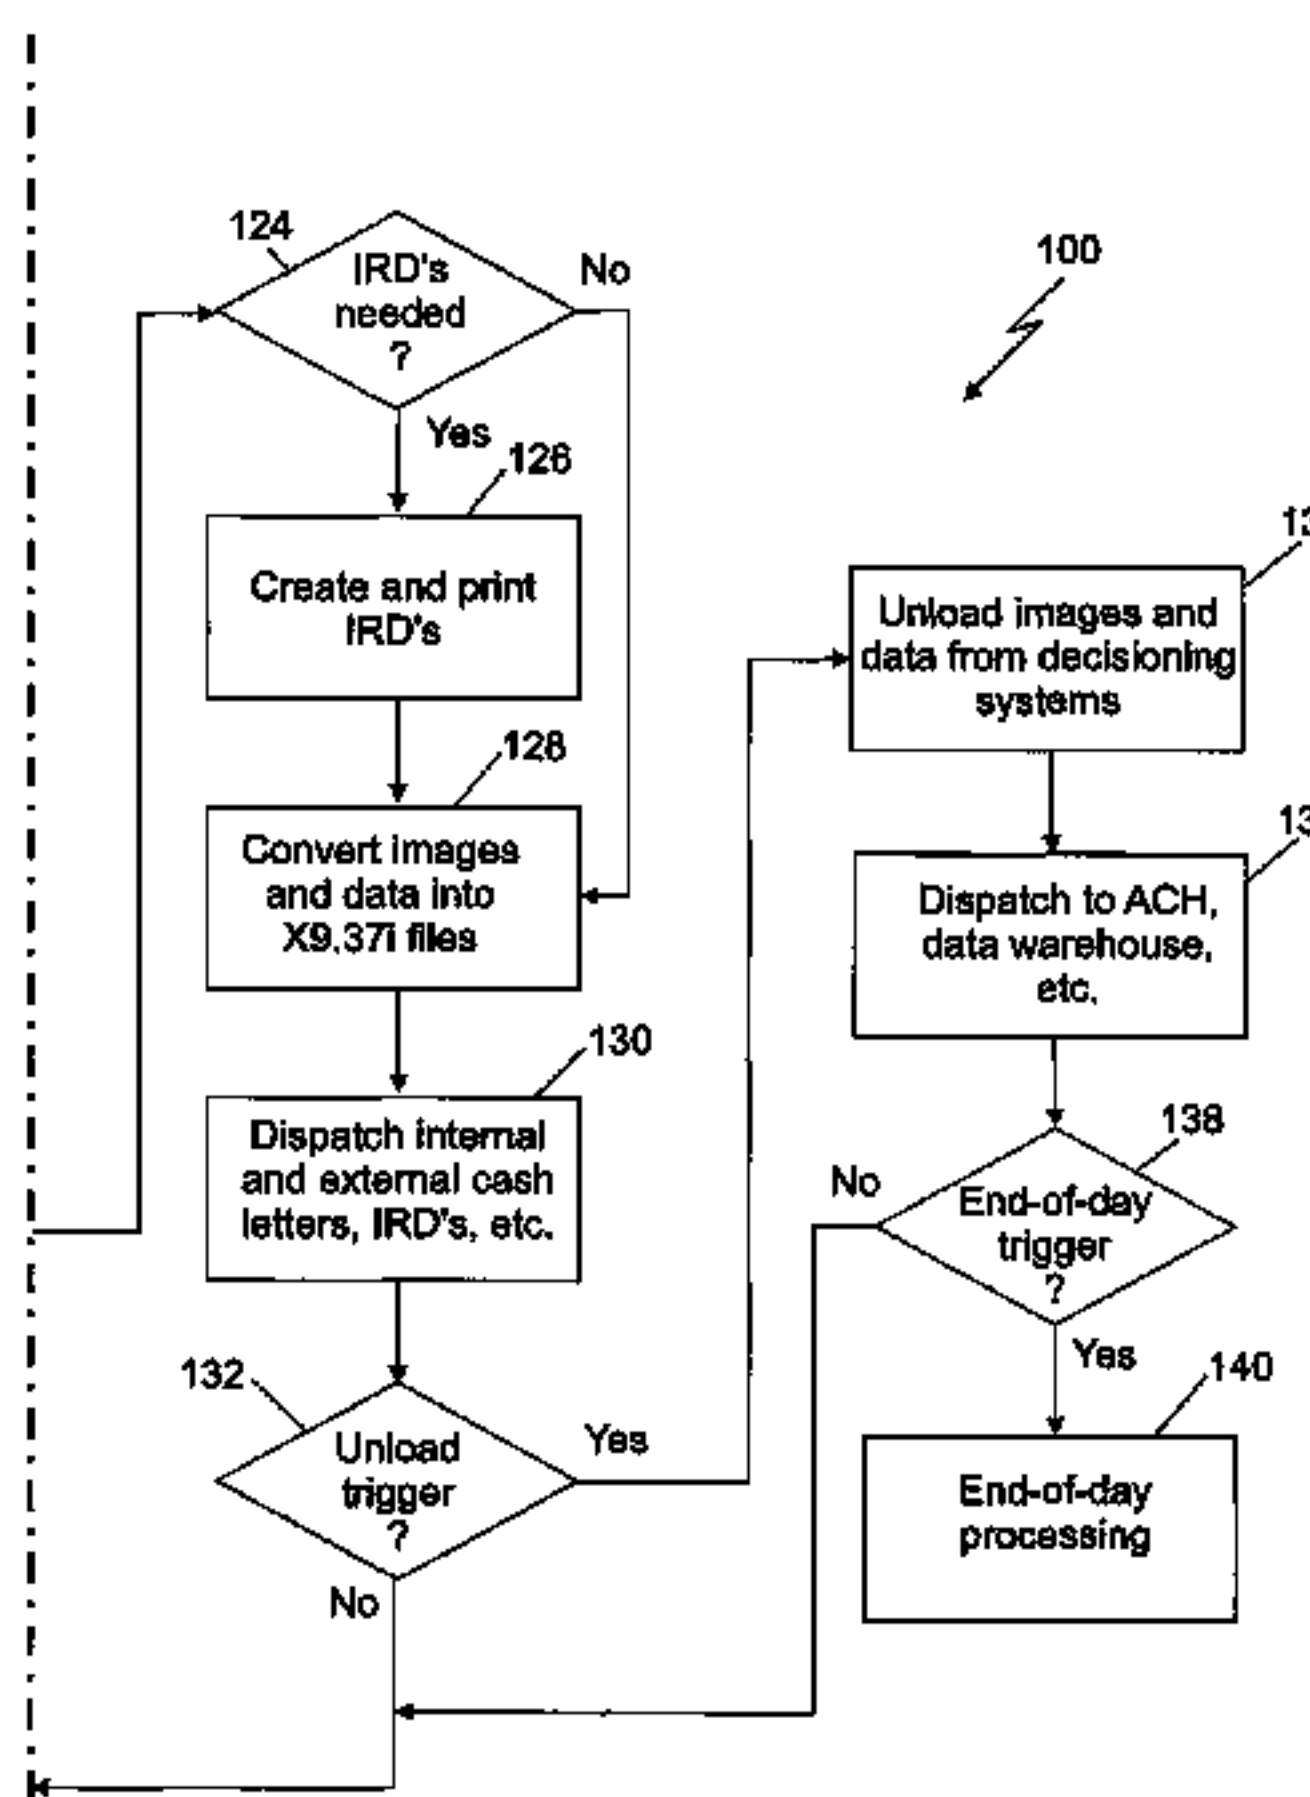 124
IRD's
needed
?
No
Yes
126
Create and print
IRD's
128
Convert images
and data into
X9.37i files
130
Dispatch internal
and external cash
letters, IRD's, etc.
132
Unload
trigger
?
Yes
No
100
Unload images and
data from decisioning
systems
Dispatch to ACH,
data warehouse,
etc.
138
No
End-of-day
trigger
?
Yes
140
End-of-day
processing